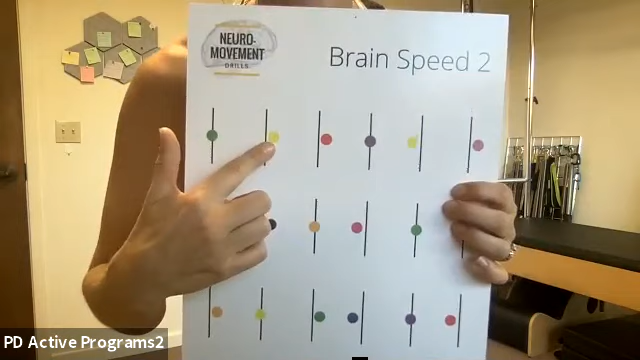 NEURO-
MOVEMENT
DRILLS
Brain Speed 2
PD Active Programs2